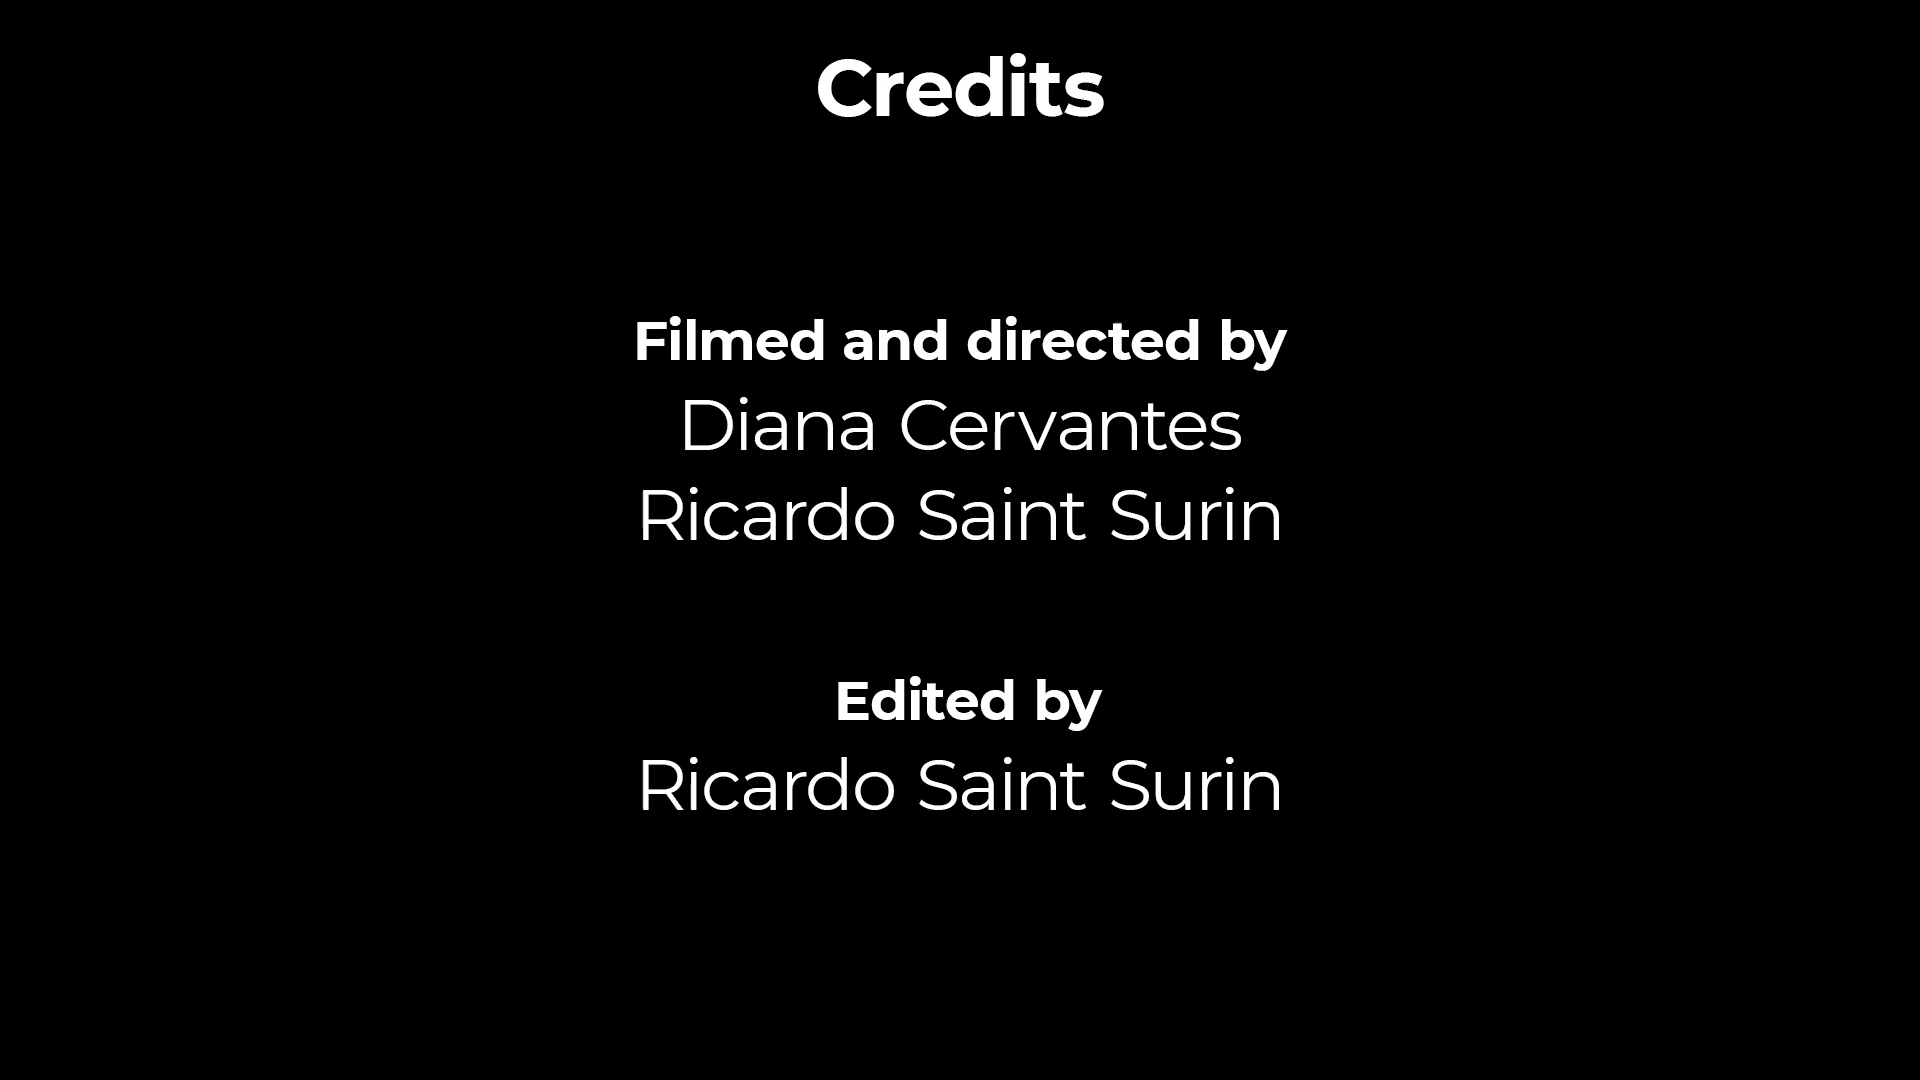 Credits
Filmed and directed by
Diana Cervantes
Ricardo Saint Surin
Edited by
Ricardo Saint Surin